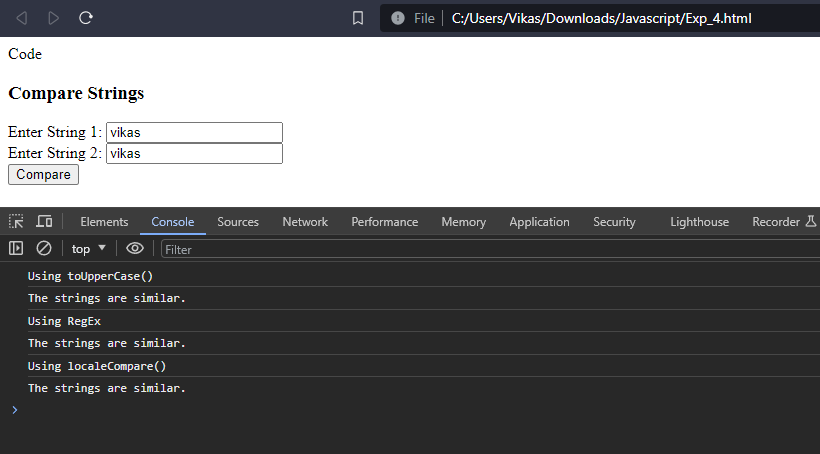 File C:/Users/Vikas/Downloads/Javascript/Exp_4.html
Code
Compare Strings
Enter String 1: vikas
Enter String 2: vikas
Compare
Elements Console Sources Network Performance Memory Application Security Lighthouse Recorder
top Filter
Using toUpperCase()
The strings are similar.
Using RegEx
The strings are similar.
Using localeCompare()
The strings are similar.